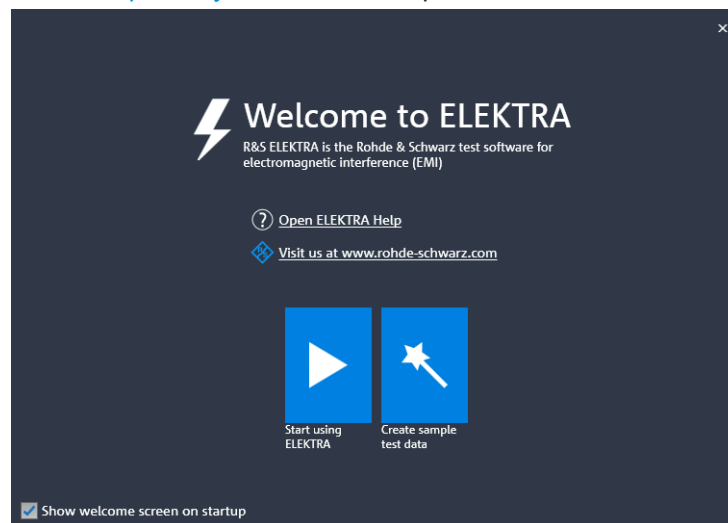 Welcome to ELEKTRA
R&S ELEKTRA is the Rohde & Schwarz test software for
electromagnetic interference (EMI)
Open ELEKTRA Help
Visit us at www.rohde-schwarz.com
Start using
ELEKTRA
Create sample
test data
Show welcome screen on startup